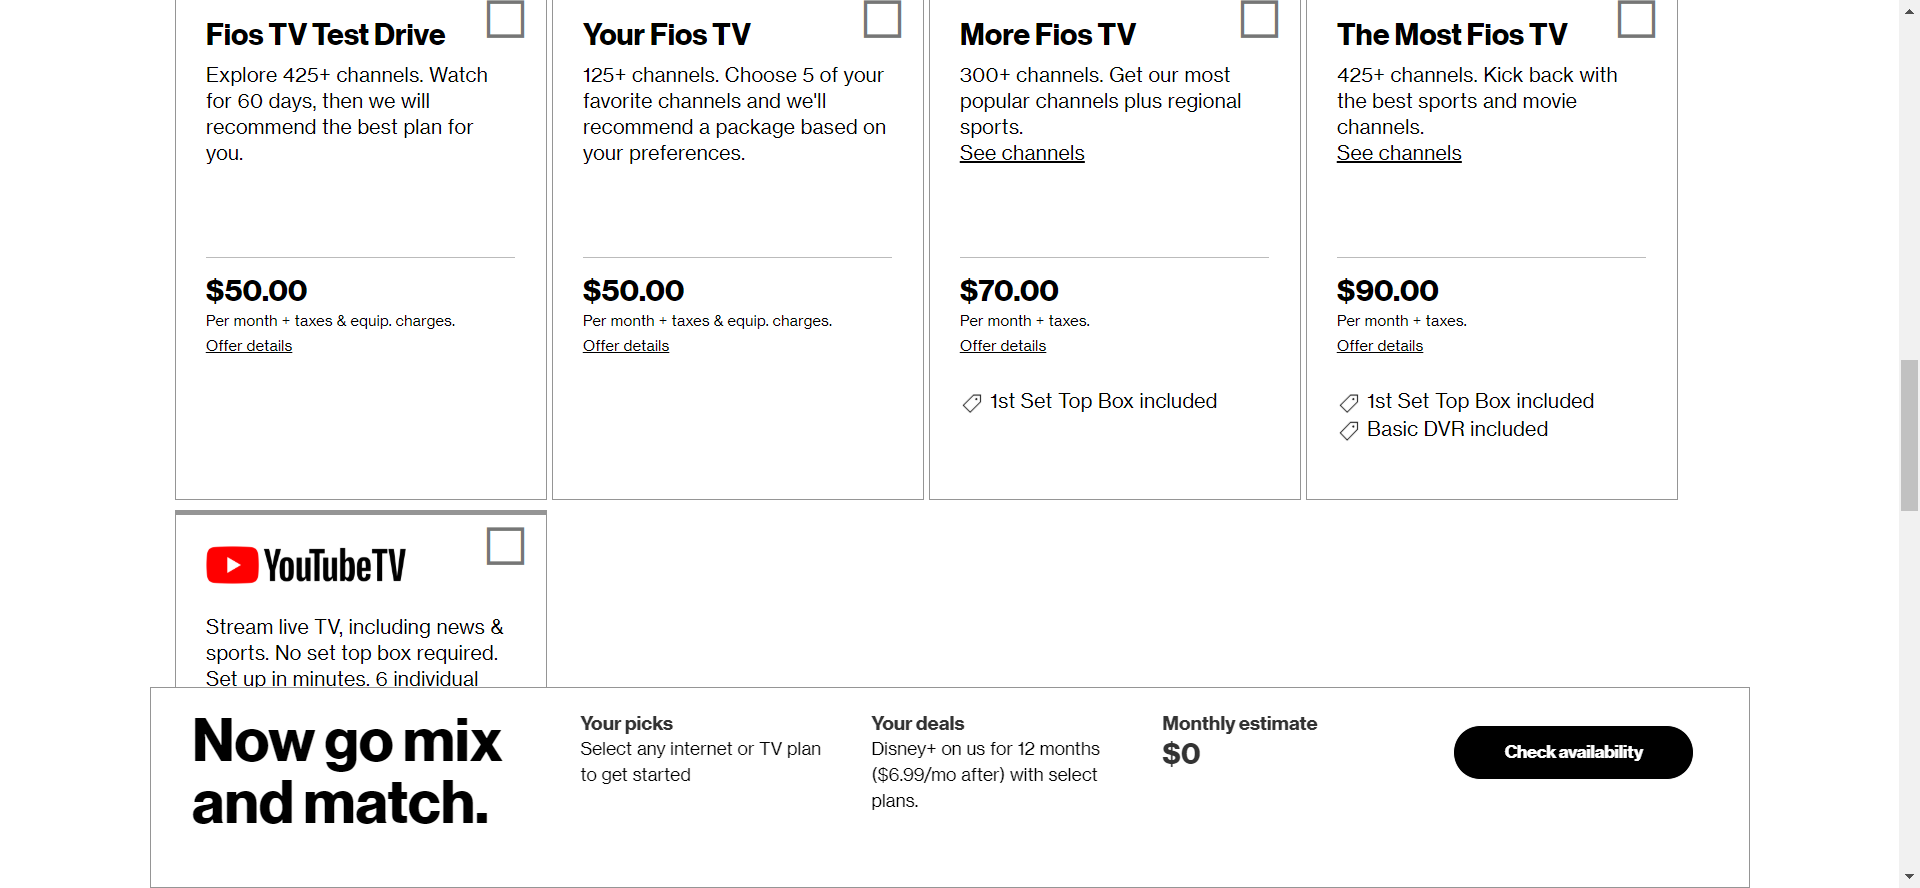 Fios TV Test Drive
Explore 425+ channels. Watch
for 60 days, then we will
recommend the best plan for
you.
$50.00
Per month + taxes & equip. charges.
Offer details
Your Fios TV
125+ channels. Choose 5 of your
favorite channels and we'll
recommend a package based on
your preferences.
$50.00
Per month + taxes & equip. charges.
Offer details
More Fios TV
300+ channels. Get our most
popular channels plus regional
sports.
See channels
$70.00
Per month + taxes.
Offer details
1st Set Top Box included
The Most Fios TV
425+ channels. Kick back with
the best sports and movie
channels.
See channels
$90.00
Per month + taxes.
Offer details
1st Set Top Box included
Basic DVR included
YouTubeTV
Stream live TV, including news &
sports. No set top box required.
Set up in minutes. 6 individual
Now go mix
and match.
Your picks
Select any internet or TV plan
to get started
Your deals
Disney+ on us for 12 months
($6.99/mo after) with select
plans.
Monthly estimate
$0
Check availability